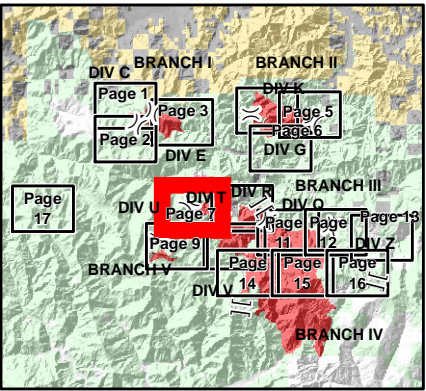 BRANCH I
BRANCH II
DIV C
DIV K
Page 1
Page 3
Page 5
Page 2
Page 6
DIV E
DIV G
Page
17
DIV U
DIV T
DIV R
BRANCH III
Page 7
DIV Q
Page 13
Page
11
Page
12
Page 9
DIV Z
BRANCH V
DIV V
Page
14
Page
15
Page
16
BRANCH IV